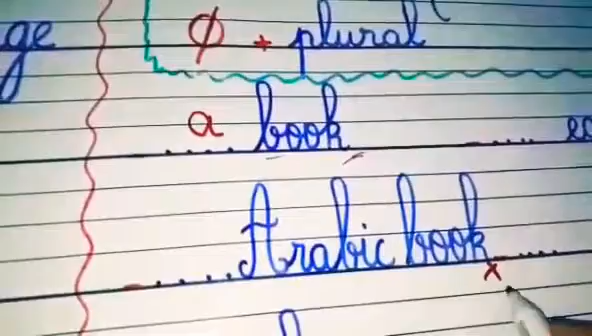 ge
∅ + plural
a book
Arabic book x